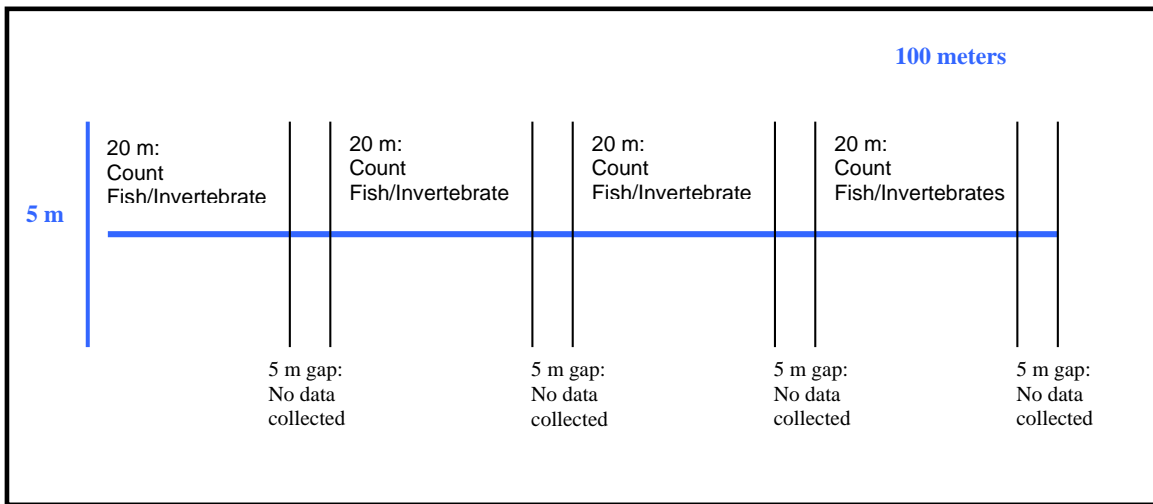 100 meters
20 m:
Count
Fish/Invertebrate
20 m:
Count
Fish/Invertebrate
20 m:
Count
Fish/Invertebrate
20 m:
Count
Fish/Invertebrates
5 m
5 m gap:
No data
collected
5 m gap:
No data
collected
5 m gap:
No data
collected
5 m gap:
No data
collected